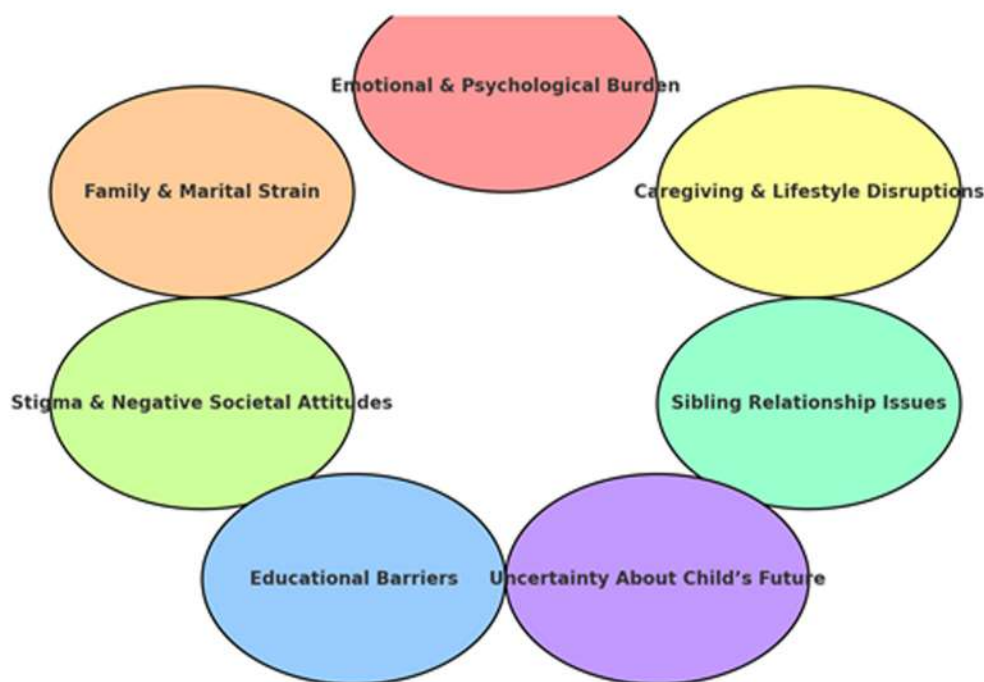 Emotional & Psychological Burden
Family & Marital Strain
Caregiving & Lifestyle Disruptions
Stigma & Negative Societal Attitudes
Sibling Relationship Issues
Educational Barriers
Uncertainty About Child’s Future